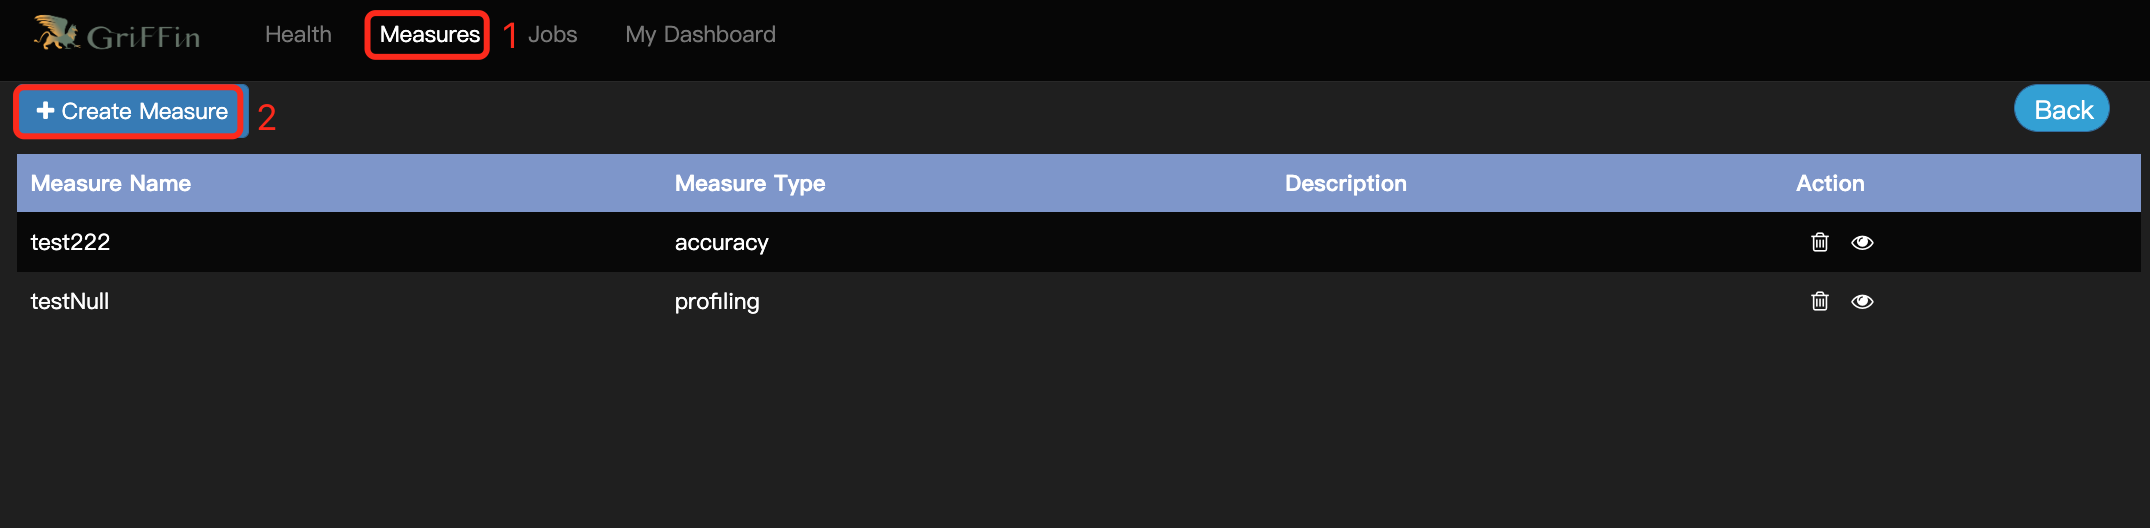 GriFFin Health Measures 1 Jobs My Dashboard
+ Create Measure 2 Back
Measure Name Measure Type Description Action
test222 accuracy
testNull profiling